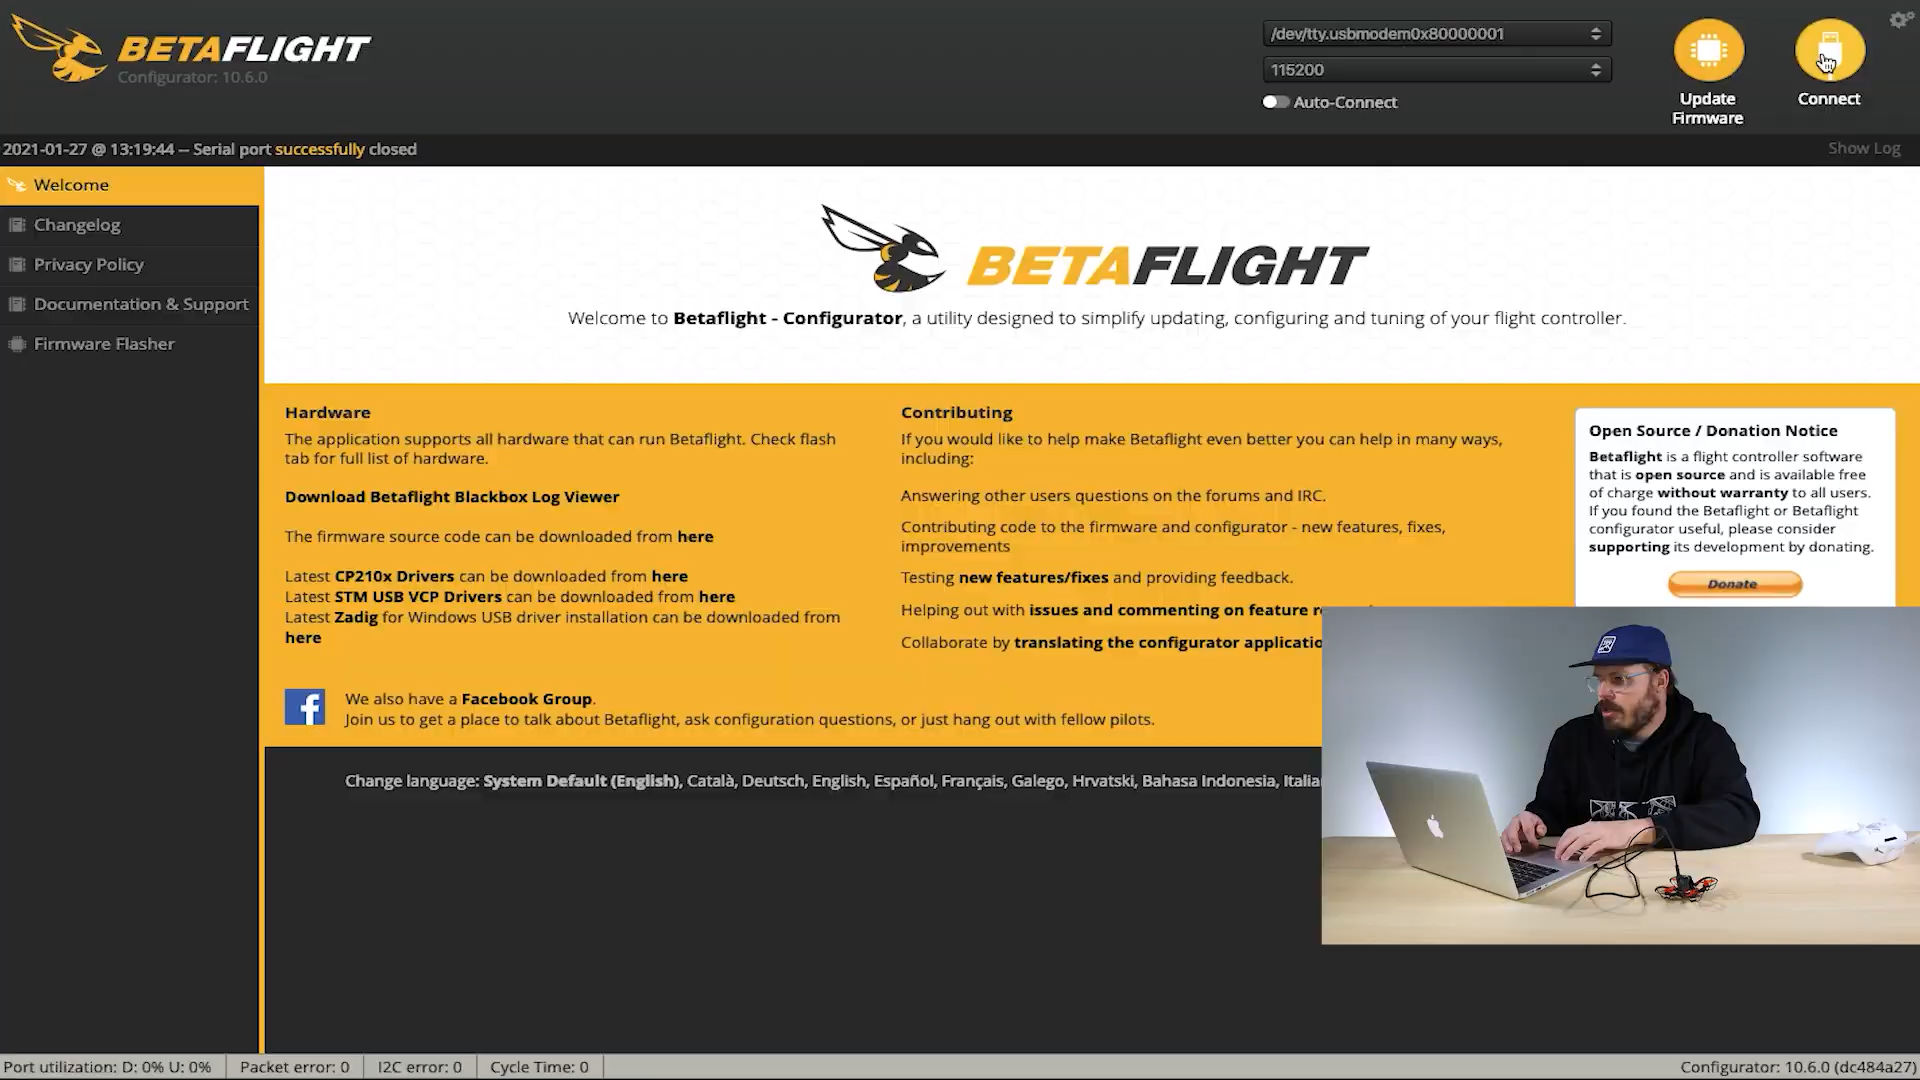 BETAFLIGHT
Configurator: 10.6.0
/dev/tty.usbmodem0x80000001
115200
Auto-Connect
Update
Firmware
Connect
2021-01-27 @ 13:19:44 -- Serial port successfully closed
Show Log
Welcome
Changelog
Privacy Policy
Documentation & Support
Firmware Flasher
BETAFLIGHT
Welcome to Betaflight - Configurator, a utility designed to simplify updating, configuring and tuning of your flight controller.
Hardware
The application supports all hardware that can run Betaflight. Check flash
tab for full list of hardware.
Download Betaflight Blackbox Log Viewer
The firmware source code can be downloaded from here
Latest CP210x Drivers can be downloaded from here
Latest STM USB VCP Drivers can be downloaded from here
Latest Zadig for Windows USB driver installation can be downloaded from
here
Contributing
If you would like to help make Betaflight even better you can help in many ways,
including:
Answering other users questions on the forums and IRC.
Contributing code to the firmware and configurator - new features, fixes,
improvements
Testing new features/fixes and providing feedback.
Helping out with issues and commenting on feature
Collaborate by translating the configurator applicatio
Open Source / Donation Notice
Betaflight is a flight controller software
that is open source and is available free
of charge without warranty to all users.
If you found the Betaflight or Betaflight
configurator useful, please consider
supporting its development by donating.
Donate
We also have a Facebook Group.
Join us to get a place to talk about Betaflight, ask configuration questions, or just hang out with fellow pilots.
Change language: System Default (English), Català, Deutsch, English, Español, Français, Galego, Hrvatski, Bahasa Indonesia, Italia
Port utilization: D: 0% U: 0%
Packet error: 0
I2C error: 0
Cycle Time: 0
Configurator: 10.6.0 (dc484a27)